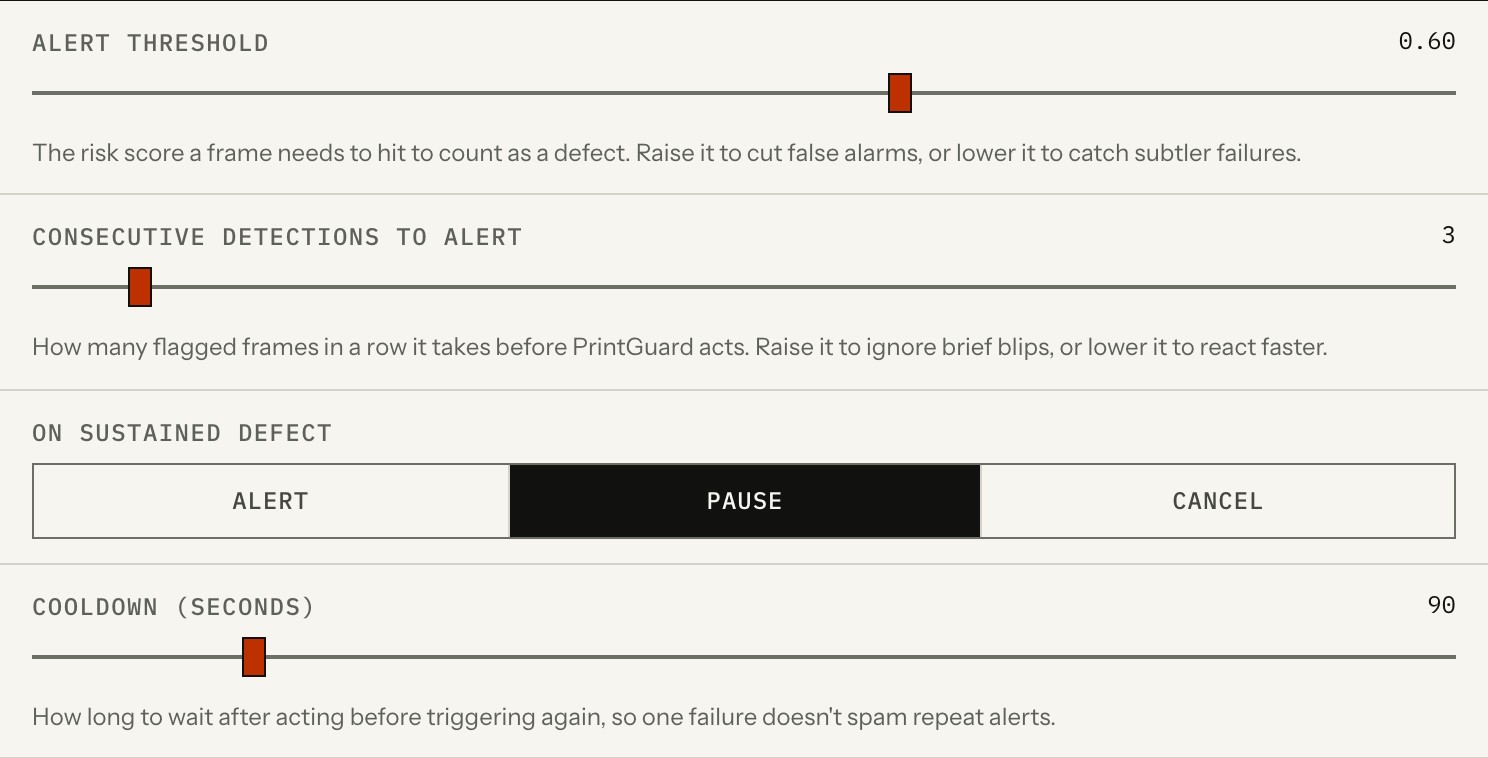 ALERT THRESHOLD 0.60
The risk score a frame needs to hit to count as a defect. Raise it to cut false alarms, or lower it to catch subtler failures.
CONSECUTIVE DETECTIONS TO ALERT 3
How many flagged frames in a row it takes before PrintGuard acts. Raise it to ignore brief blips, or lower it to react faster.
ON SUSTAINED DEFECT
ALERT PAUSE CANCEL
COOLDOWN (SECONDS) 90
How long to wait after acting before triggering again, so one failure doesn't spam repeat alerts.